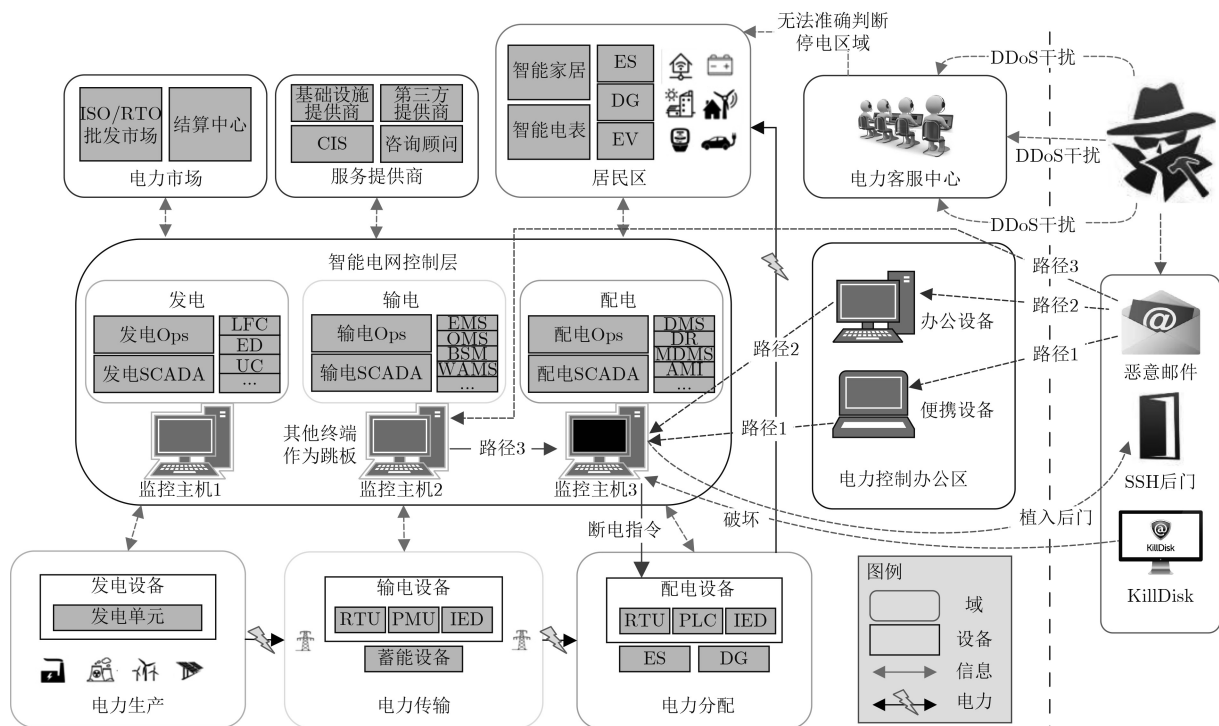 无法准确判断
停电区域
DDoS干扰
ISO/RTO
批发市场
结算中心
电力市场
基础设施
提供商
第三方
提供商
CIS
咨询顾问
服务提供商
智能家居
智能电表
ES
DG
EV
居民区
电力客服中心
DDoS干扰
DDoS干扰
智能电网控制层
发电
发电Ops
发电SCADA
LFC
ED
UC
...
输电
输电Ops
输电SCADA
EMS
OMS
BSM
WAMS
...
配电
配电Ops
配电SCADA
DMS
DR
MDMS
AMI
...
监控主机1
其他终端
作为跳板
监控主机2
路径3
监控主机3
路径2
路径1
办公设备
便携设备
电力控制办公区
路径3
路径2
路径1
@
恶意邮件
SSH后门
KillDisk
KillDisk
断电指令
破坏
植入后门
发电设备
发电单元
电力生产
输电设备
RTU
PMU
IED
蓄能设备
电力传输
配电设备
RTU
PLC
IED
ES
DG
电力分配
图例
域
设备
信息
电力